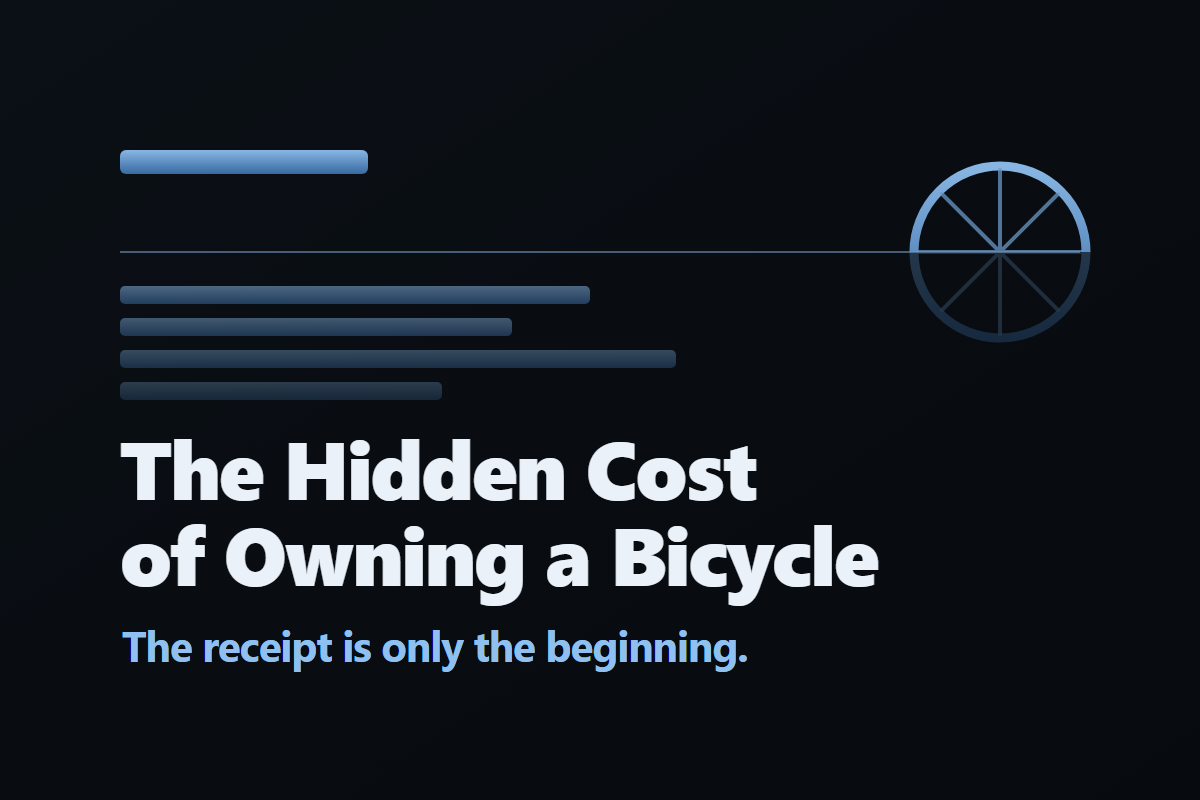 The Hidden Cost
of Owning a Bicycle
The receipt is only the beginning.